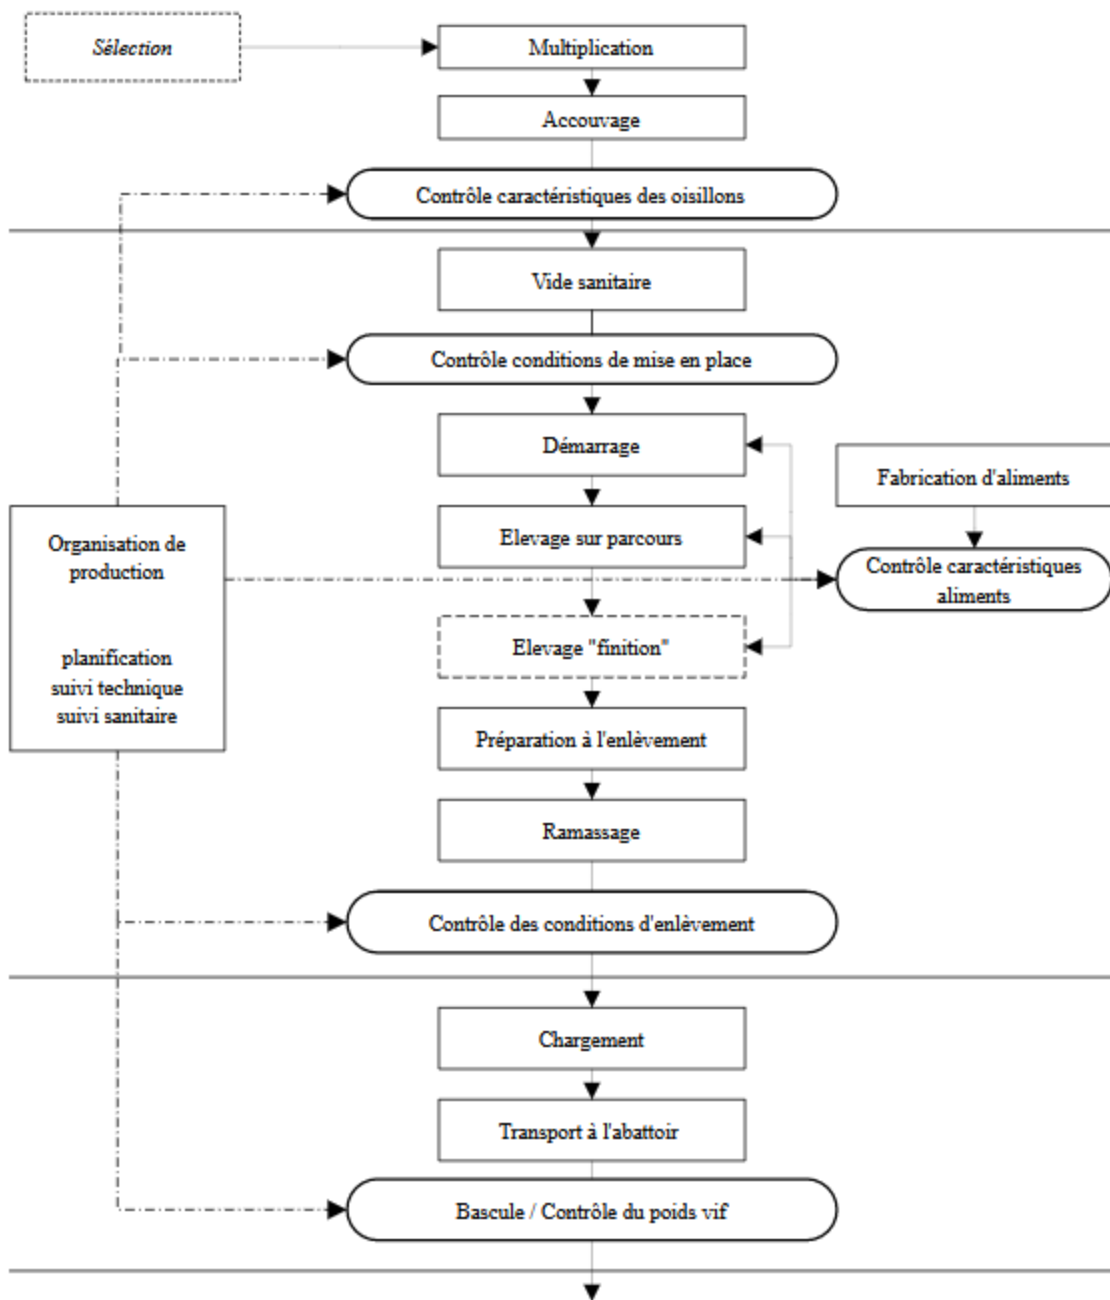 Sélection
Multiplication
Accouvage
Contrôle caractéristiques des oisillons
Vide sanitaire
Contrôle conditions de mise en place
Démarrage
Fabrication d'aliments
Elevage sur parcours
Organisation de
production
Contrôle caractéristiques
aliments
Elevage "finition"
planification
suivi technique
suivi sanitaire
Préparation à l'enlèvement
Ramassage
Contrôle des conditions d'enlèvement
Chargement
Transport à l'abattoir
Bascule / Contrôle du poids vif